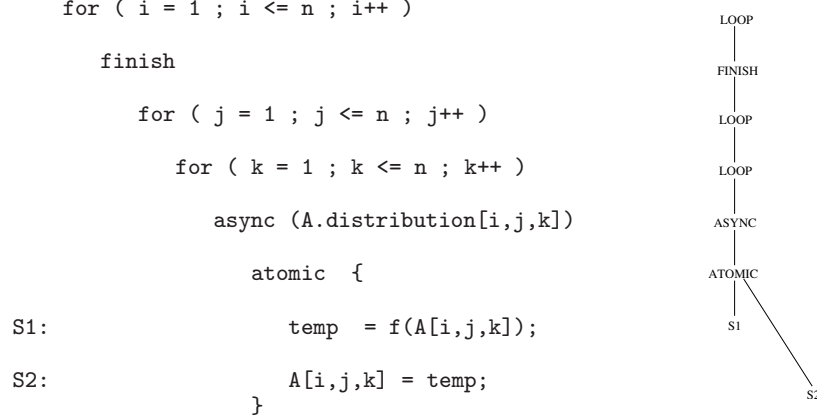 for ( i = 1 ; i <= n ; i++ )
finish
for ( j = 1 ; j <= n ; j++ )
for ( k = 1 ; k <= n ; k++ )
async (A.distribution[i,j,k])
atomic {
S1: temp = f(A[i,j,k]);
S2: A[i,j,k] = temp;
}
LOOP
FINISH
LOOP
LOOP
ASYNC
ATOMIC
S1
S2